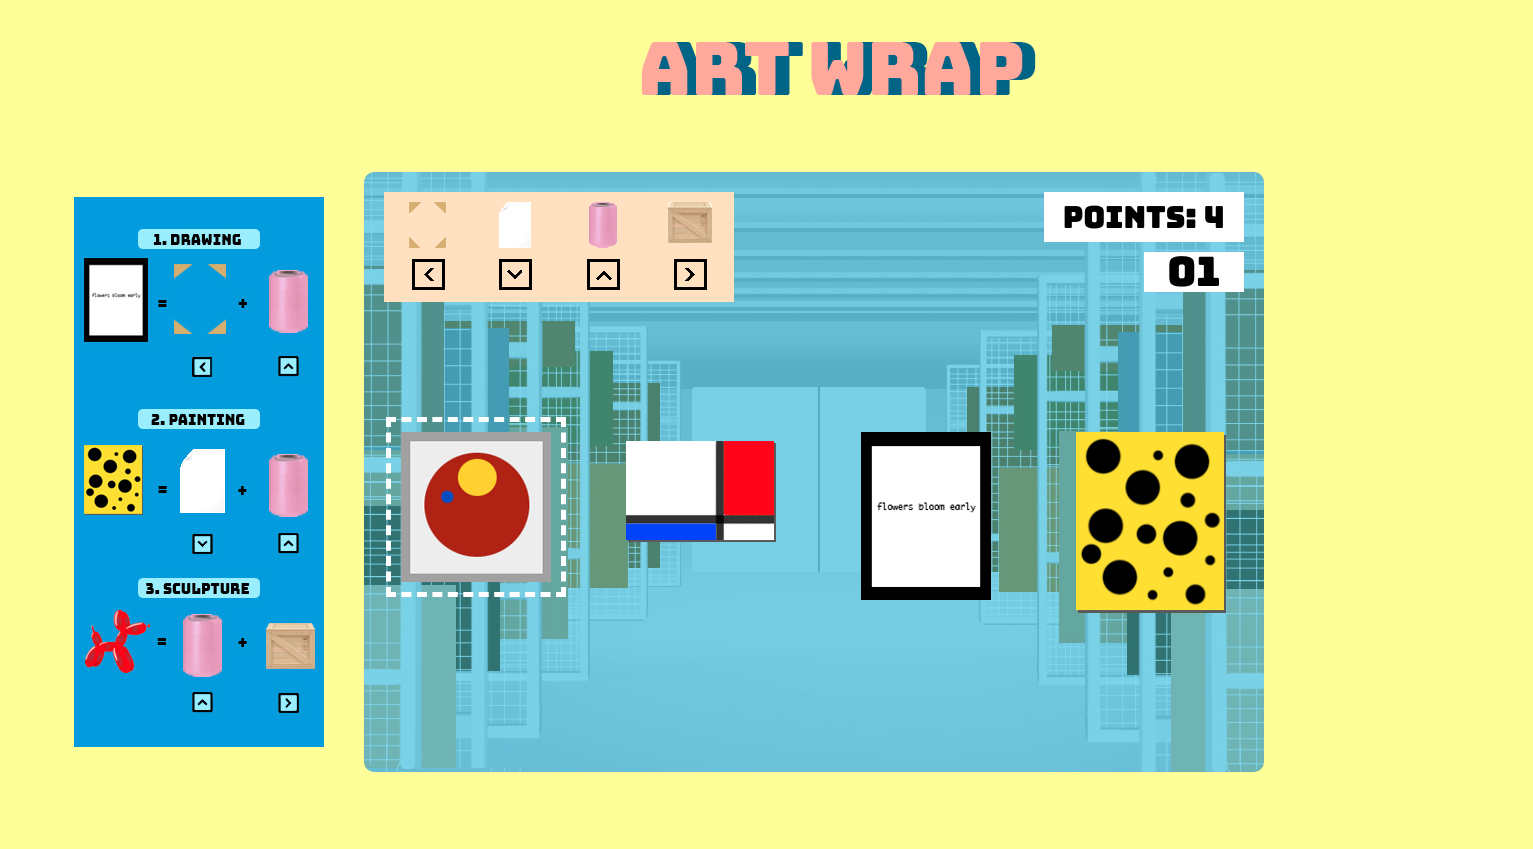 ART WRAP
1. DRAWING
flowers bloom early
=
+
2. PAINTING
=
+
3. SCULPTURE
=
+
POINTS: 4
01
flowers bloom early